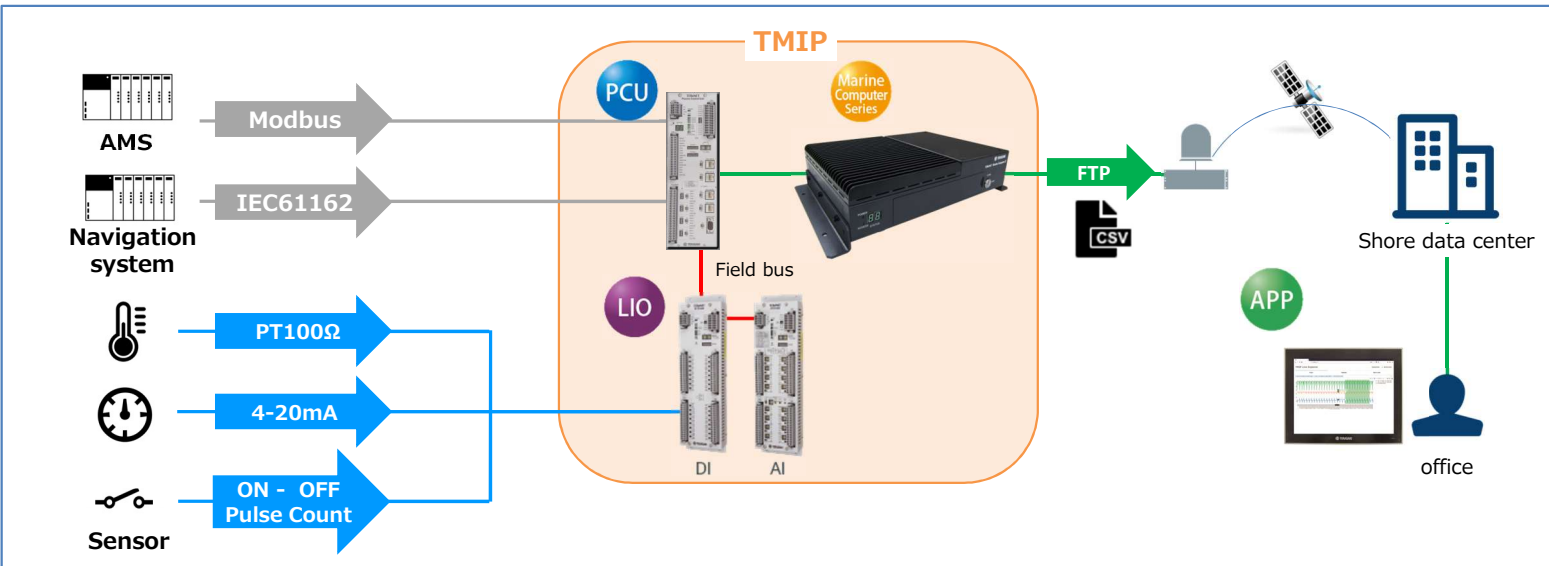 TMIP
PCU
Marine
Computer
Series
AMS
Modbus
Navigation
system
IEC61162
FTP
CSV
Shore data center
Field bus
LIO
PT100Ω
4-20mA
ON - OFF
Pulse Count
Sensor
DI
AI
APP
office